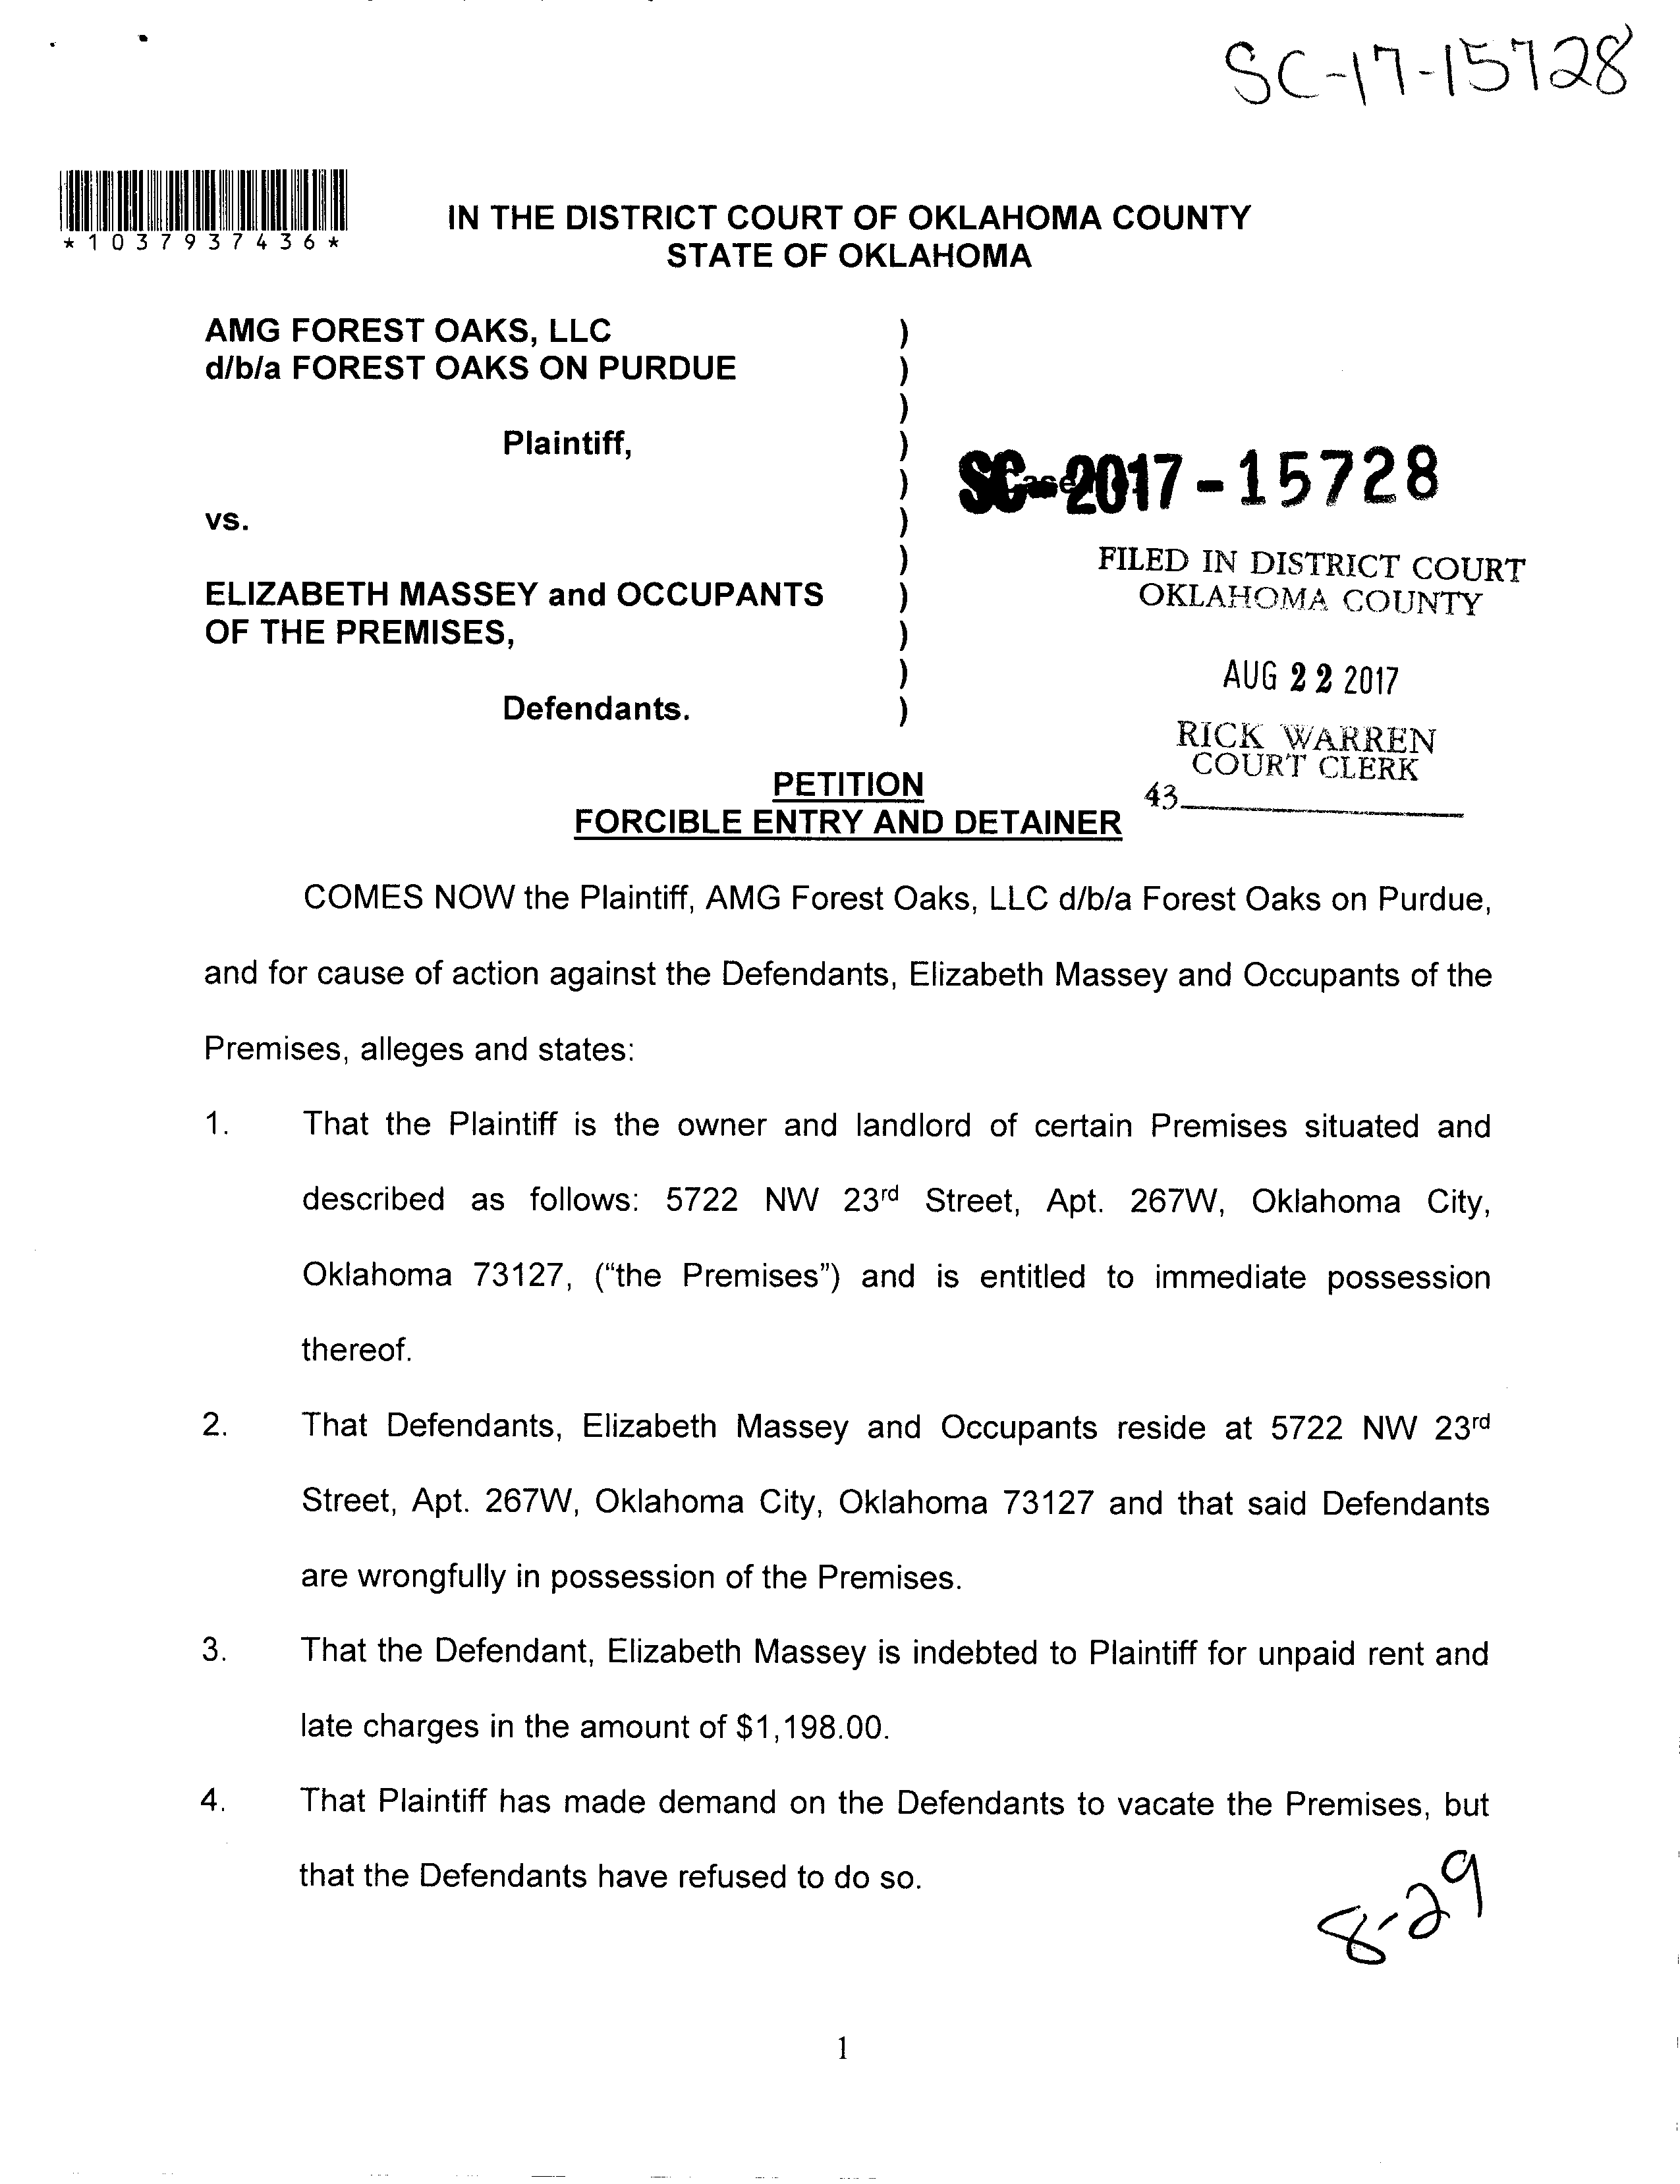 SC-17-15728
*1037937436*
IN THE DISTRICT COURT OF OKLAHOMA COUNTY
STATE OF OKLAHOMA
AMG FOREST OAKS, LLC )
d/b/a FOREST OAKS ON PURDUE )
)
Plaintiff, )
)
SC-2017-15728
vs. )
)
FILED IN DISTRICT COURT
OKLAHOMA COUNTY
ELIZABETH MASSEY and OCCUPANTS )
OF THE PREMISES, )
)
AUG 22 2017
Defendants. )
RICK WARREN
COURT CLERK
43
PETITION
FORCIBLE ENTRY AND DETAINER
COMES NOW the Plaintiff, AMG Forest Oaks, LLC d/b/a Forest Oaks on Purdue,
and for cause of action against the Defendants, Elizabeth Massey and Occupants of the
Premises, alleges and states:
1. That the Plaintiff is the owner and landlord of certain Premises situated and
described as follows: 5722 NW 23rd Street, Apt. 267W, Oklahoma City,
Oklahoma 73127, (“the Premises”) and is entitled to immediate possession
thereof.
2. That Defendants, Elizabeth Massey and Occupants reside at 5722 NW 23rd
Street, Apt. 267W, Oklahoma City, Oklahoma 73127 and that said Defendants
are wrongfully in possession of the Premises.
3. That the Defendant, Elizabeth Massey is indebted to Plaintiff for unpaid rent and
late charges in the amount of $1,198.00.
4. That Plaintiff has made demand on the Defendants to vacate the Premises, but
that the Defendants have refused to do so.
8-29
1